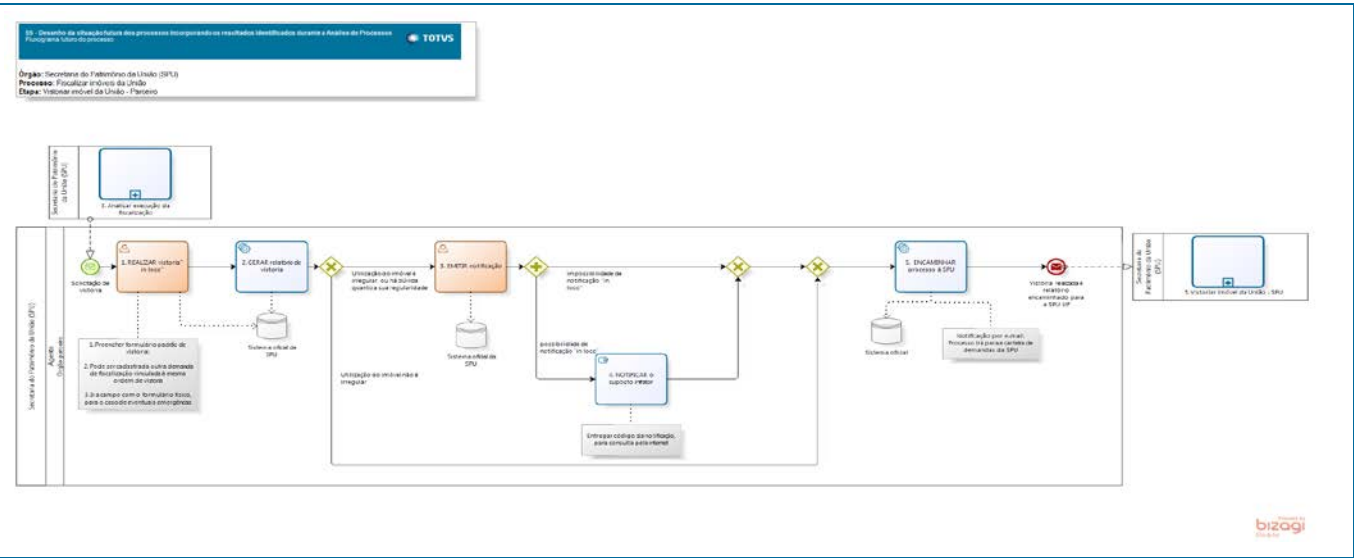 E5 - Desenho da situação futura dos processos incorporando os resultados identificados durante a Análise de Processos
Fluxograma futuro do processo
TOTVS
Órgão: Secretaria do Patrimônio da União (SPU)
Processo: Fiscalizar imóveis da União
Etapa: Vistoriar imóvel da União - Parceiro
Secretaria do Patrimônio
da União (SPU)
2. Analisar execução da
fiscalização
Secretaria do Patrimônio da União (SPU)
Agente
Órgão parceiro
Solicitação de
vistoria
1. REALIZAR vistoria "
in loco"
1.Preencher formulário padrão de
vistoria;
2. Pode ser cadastrada outra demanda
de fiscalização vinculada à mesma
ordem de vistoria
3. Ir a campo com o formulário físico,
para o caso de eventuais emergências
2. GERAR relatório de
vistoria
Sistema oficial da
SPU
Utilização do imóvel é
irregular ou há dúvida
quanto a sua regularidade
Utilização do imóvel não é
irregular
3. EMITIR notificação
Sistema oficial da
SPU
impossibilidade de
notificação "in
loco"
possibilidade de
notificação "in loco"
4. NOTIFICAR o
suposto infrator
Entregar código da notificação,
para consulta pela internet
5. ENCAMINHAR
processo à SPU
Sistema oficial
Notificação por e-mail.
Processo irá para a carteira de
demandas da SPU
Vistoria realizada e
relatório
encaminhado para
a SPU UF
Secretaria do
Patrimônio da União
(SPU)
3. Vistoriar imóvel da União - SPU
Powered by
bizagi
Modeler